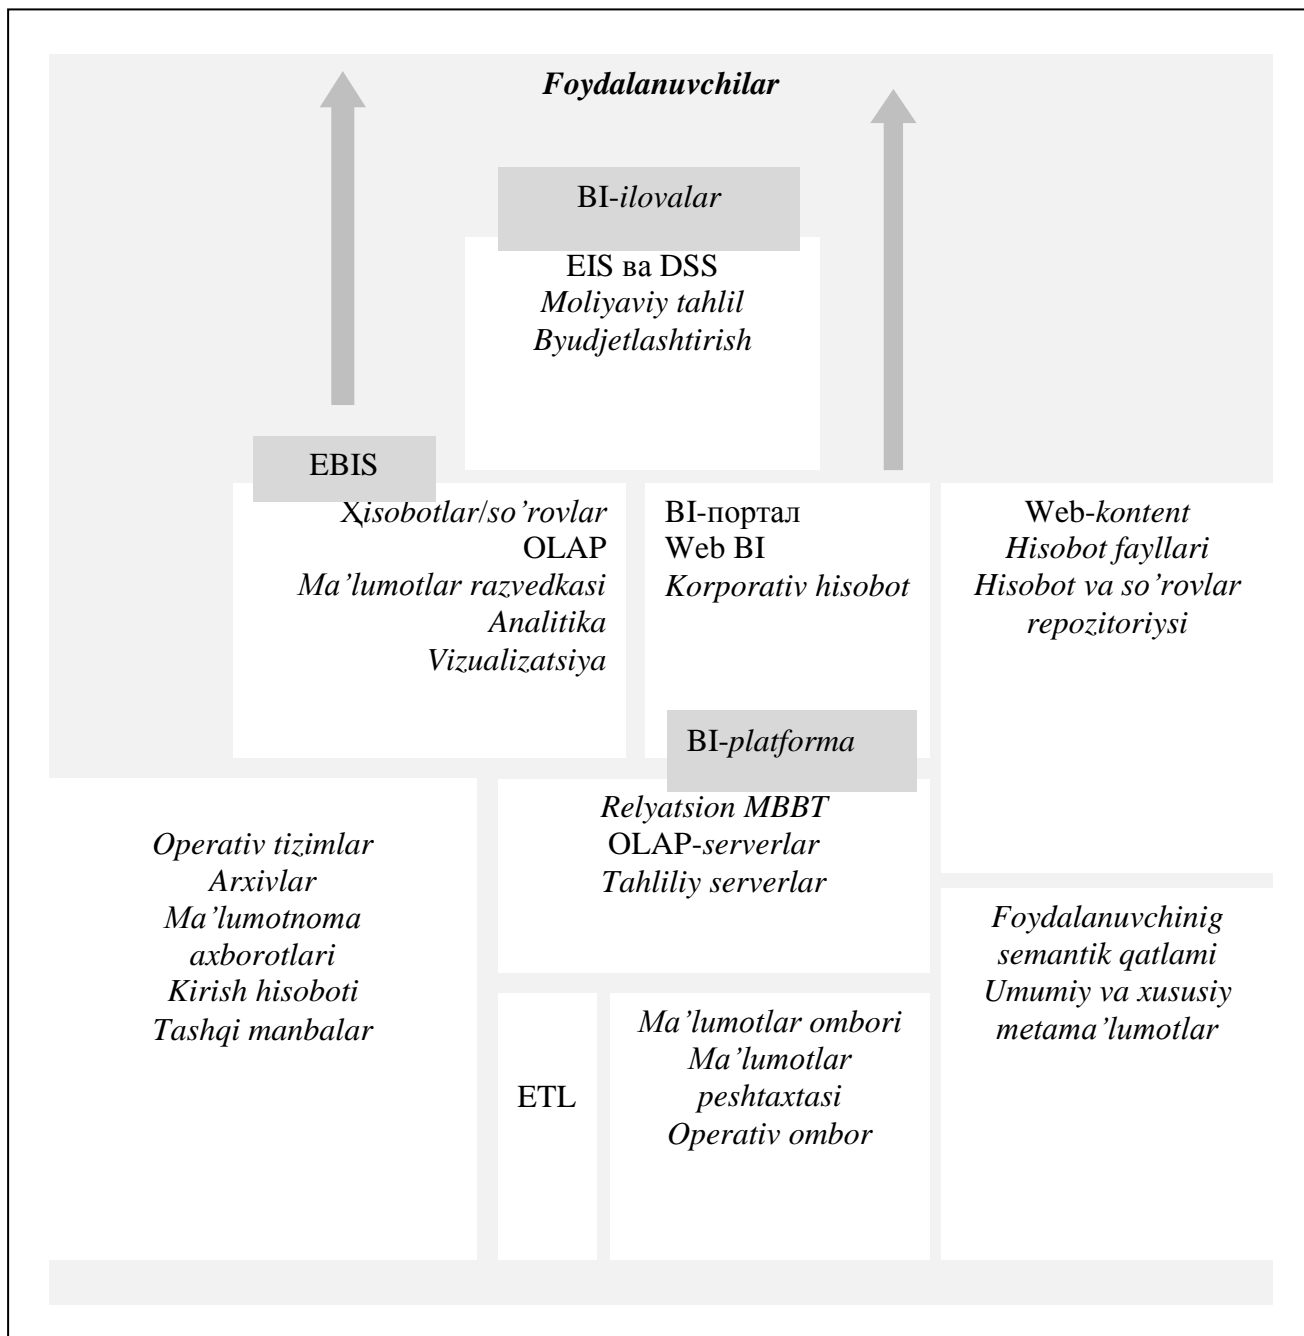 Foydalanuvchilar
BI-ilovalar
EIS ва DSS
Moliyaviy tahlil
Byudjetlashtirish
EBIS
Ҳisobotlar/so’rovlar
OLAP
Ma’lumotlar razvedkasi
Analitika
Vizualizatsiya
BI-портал
Web BI
Korporativ hisobot
Web-kontent
Hisobot fayllari
Hisobot va so’rovlar
repozitoriysi
BI-platforma
Relyatsion MBBT
OLAP-serverlar
Tahliliy serverlar
Operativ tizimlar
Arxivlar
Ma’lumotnoma
axborotlari
Kirish hisoboti
Tashqi manbalar
Foydalanuvchinig
semantik qatlami
Umumiy va xususiy
metama’lumotlar
ETL
Ma’lumotlar ombori
Ma’lumotlar
peshtaxtasi
Operativ ombor